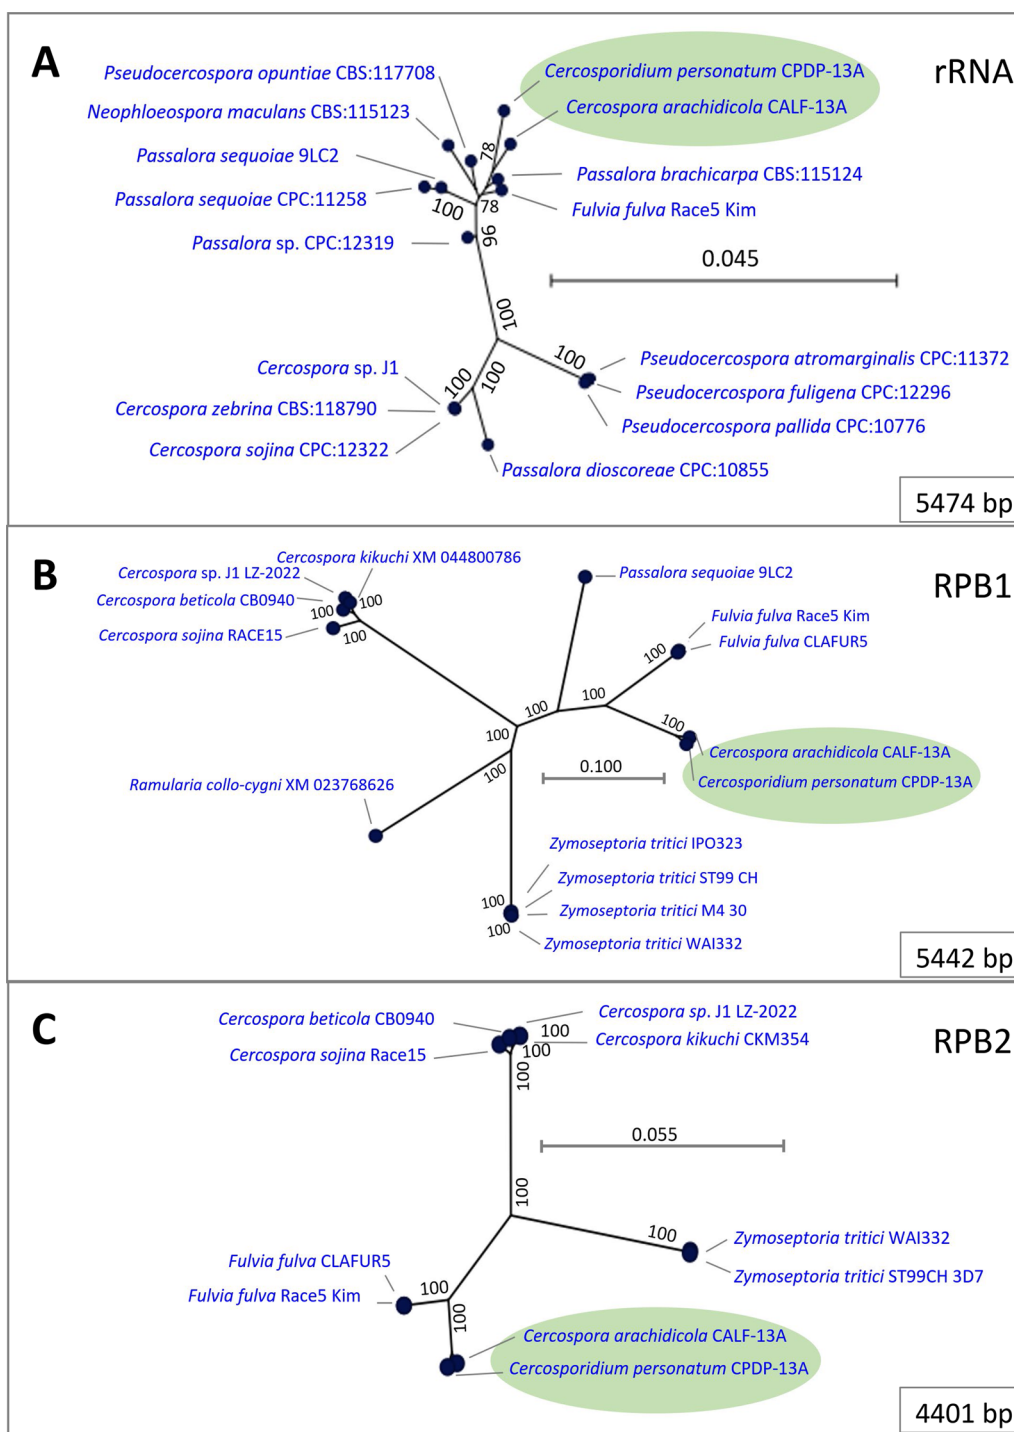 A
rRNA
Pseudocercospora opuntiae CBS:117708
Cercosporidium personatum CPDP-13A
Neophloeospora maculans CBS:115123
Cercospora arachidicola CALF-13A
Passalora sequoiae 9LC2
78
Passalora brachicarpa CBS:115124
Passalora sequoiae CPC:11258
100
78
Fulvia fulva Race5 Kim
Passalora sp. CPC:12319
96
0.045
100
100
Pseudocercospora atromarginalis CPC:11372
Cercospora sp. J1
100
100
Pseudocercospora fuligena CPC:12296
Cercospora zebrina CBS:118790
Pseudocercospora pallida CPC:10776
Cercospora sojina CPC:12322
Passalora dioscoreae CPC:10855
5474 bp
B
RPB1
Cercospora kikuchi XM 044800786
Cercospora sp. J1 LZ-2022
Passalora sequoiae 9LC2
Cercospora beticola CB0940
100
100
Fulvia fulva Race5 Kim
Cercospora sojina RACE15
100
100
Fulvia fulva CLAFUR5
100
100
100
100
Cercospora arachidicola CALF-13A
100
0.100
Cercosporidium personatum CPDP-13A
Ramularia collo-cygni XM 023768626
Zymoseptoria tritici IPO323
Zymoseptoria tritici ST99 CH
100
Zymoseptoria tritici M4 30
100
Zymoseptoria tritici WAI332
5442 bp
C
RPB2
Cercospora beticola CB0940
Cercospora sp. J1 LZ-2022
100
Cercospora kikuchi CKM354
Cercospora sojina Race15
100
100
0.055
100
100
Zymoseptoria tritici WAI332
Fulvia fulva CLAFUR5
Zymoseptoria tritici ST99CH 3D7
Fulvia fulva Race5 Kim
100
100
Cercospora arachidicola CALF-13A
Cercosporidium personatum CPDP-13A
4401 bp